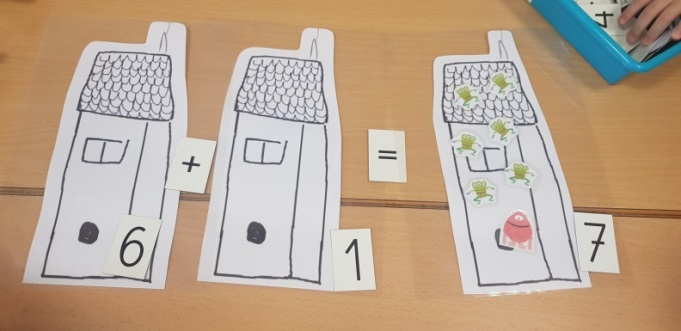 6 + 1 = 7
+